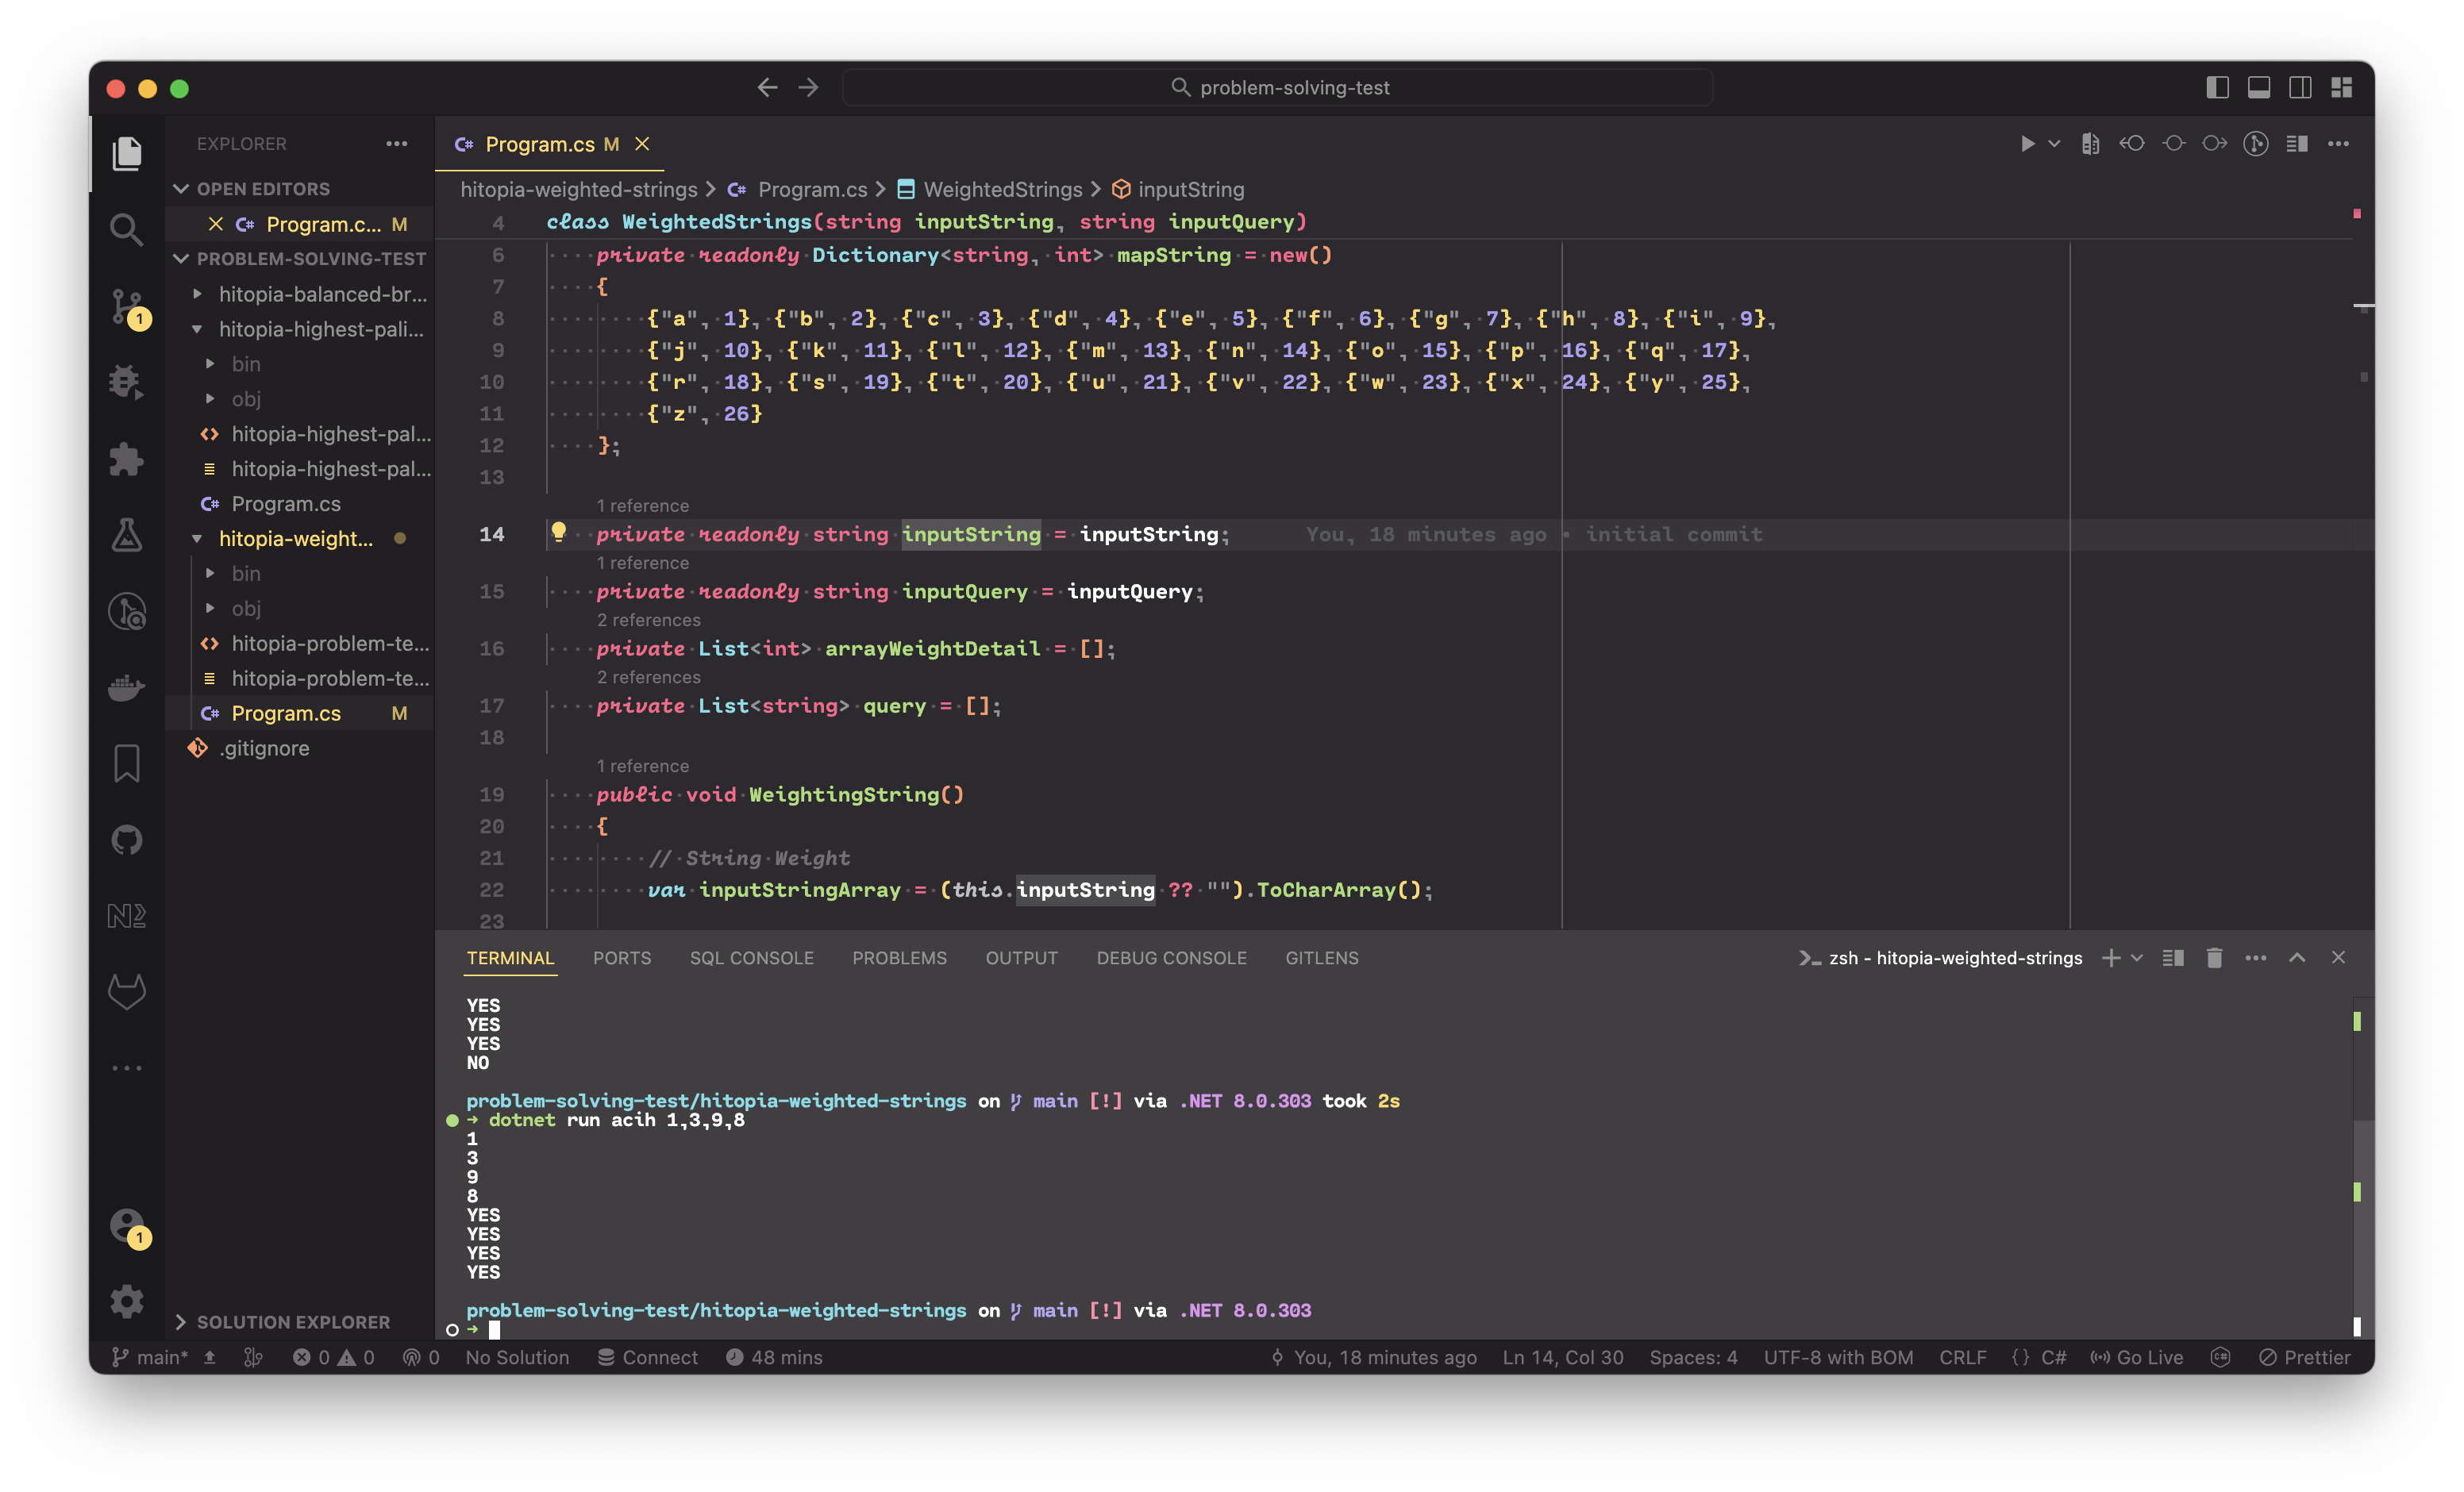 problem-solving-test
EXPLORER
OPEN EDITORS
Program.c... M
PROBLEM-SOLVING-TEST
hitopia-balanced-br...
hitopia-highest-pali...
bin
obj
hitopia-highest-pal...
hitopia-highest-pal...
Program.cs
hitopia-weight...
bin
obj
hitopia-problem-te...
hitopia-problem-te...
Program.cs M
.gitignore
SOLUTION EXPLORER
1
1
Program.cs M
hitopia-weighted-strings > Program.cs > WeightedStrings > inputString
4 class WeightedStrings(string inputString, string inputQuery)
6 private readonly Dictionary<string, int> mapString = new()
7 {
8 {"a", 1}, {"b", 2}, {"c", 3}, {"d", 4}, {"e", 5}, {"f", 6}, {"g", 7}, {"h", 8}, {"i", 9},
9 {"j", 10}, {"k", 11}, {"l", 12}, {"m", 13}, {"n", 14}, {"o", 15}, {"p", 16}, {"q", 17},
10 {"r", 18}, {"s", 19}, {"t", 20}, {"u", 21}, {"v", 22}, {"w", 23}, {"x", 24}, {"y", 25},
11 {"z", 26}
12 };
13
1 reference
14 private readonly string inputString = inputString; You, 18 minutes ago • initial commit
1 reference
15 private readonly string inputQuery = inputQuery;
2 references
16 private List<int> arrayWeightDetail = [];
2 references
17 private List<string> query = [];
18
1 reference
19 public void WeightingString()
20 {
21 // String Weight
22 var inputStringArray = (this.inputString ?? "").ToCharArray();
23
TERMINAL PORTS SQL CONSOLE PROBLEMS OUTPUT DEBUG CONSOLE GITLENS zsh - hitopia-weighted-strings
YES
YES
YES
NO
problem-solving-test/hitopia-weighted-strings on main [!] via .NET 8.0.303 took 2s
→ dotnet run acih 1,3,9,8
1
3
9
8
YES
YES
YES
YES
problem-solving-test/hitopia-weighted-strings on main [!] via .NET 8.0.303
→
main* 0 0 0 No Solution Connect 48 mins You, 18 minutes ago Ln 14, Col 30 Spaces: 4 UTF-8 with BOM CRLF {} C# Go Live Prettier